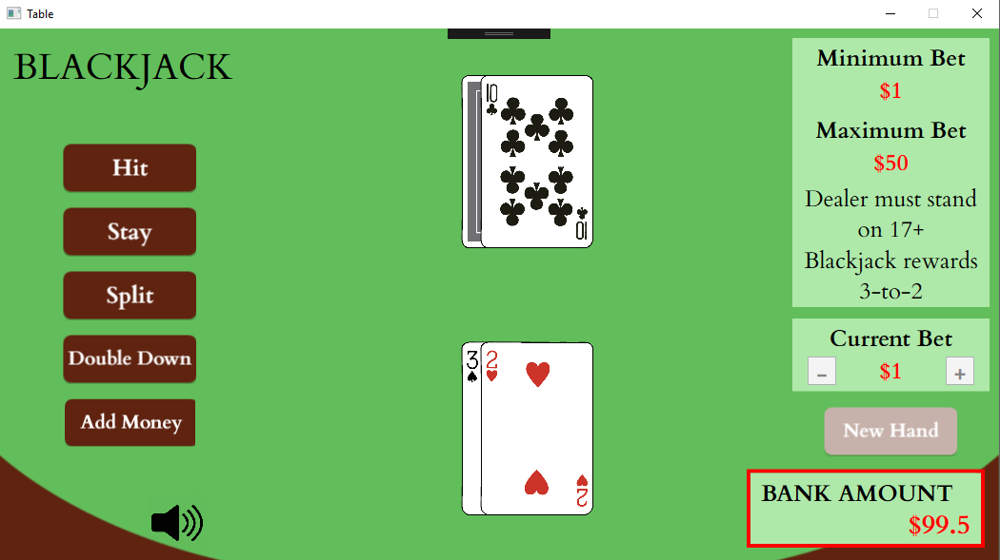 Table
BLACKJACK
Hit
Stay
Split
Double Down
Add Money
10
10
3
2
2
Minimum Bet
$1
Maximum Bet
$50
Dealer must stand
on 17+
Blackjack rewards
3-to-2
Current Bet
- $1 +
New Hand
BANK AMOUNT
$99.5